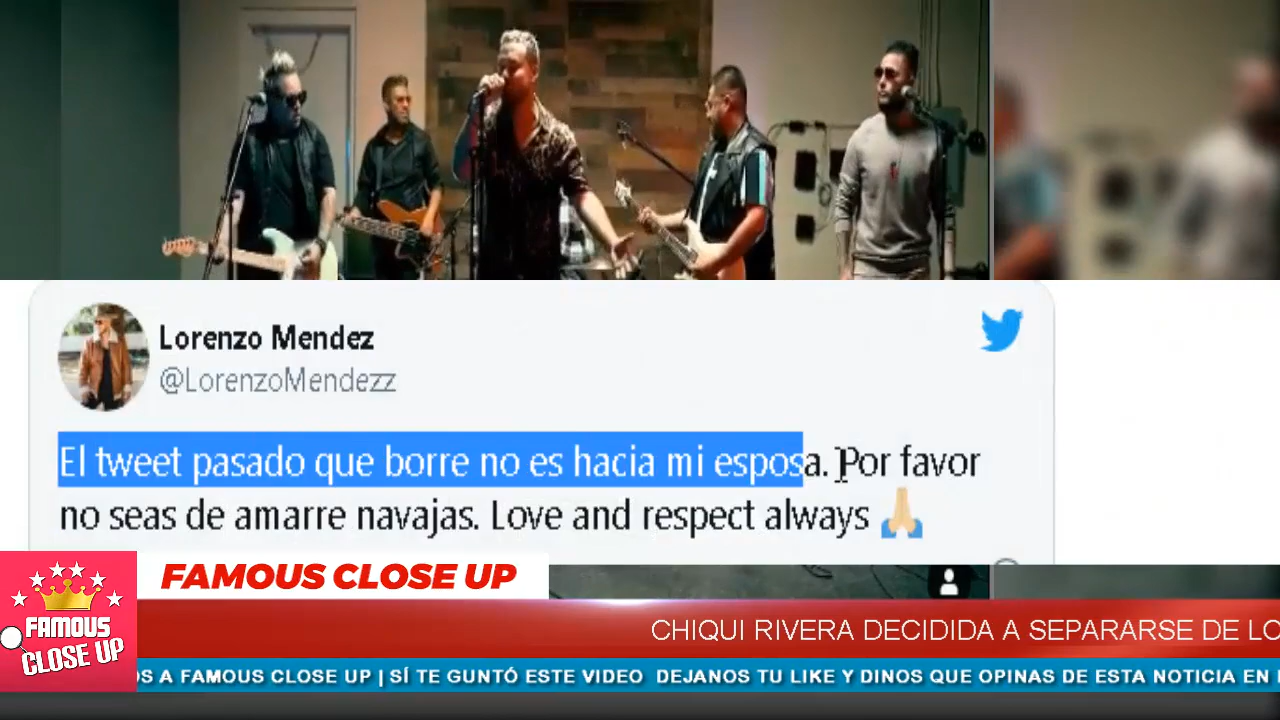 Lorenzo Mendez
@LorenzoMendezz
El tweet pasado que borre no es hacia mi esposa. Por favor
no seas de amarre navajas. Love and respect always 🙏
FAMOUS CLOSE UP
FAMOUS
CLOSE UP
CHIQUI RIVERA DECIDIDA A SEPARARSE DE LO
OS A FAMOUS CLOSE UP | SÍ TE GUNTÓ ESTE VIDEO DEJANOS TU LIKE Y DINOS QUE OPINAS DE ESTA NOTICIA EN